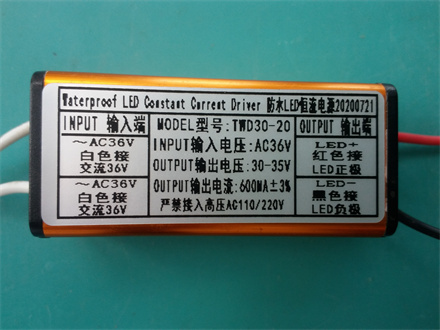 Waterproof LED Constant Current Driver 防水LED恒流电源20200721
INPUT 输入端
MODEL型号:TWD30-20
OUTPUT 输出端
～AC36V
白色接
交流36V
～AC36V
白色接
交流36V
INPUT输入电压:AC36V
OUTPUT输出电压:30-35V
OUTPUT输出电流:600MA±3%
严禁接入高压AC110/220V
LED+
红色接
LED正极
LED-
黑色接
LED负极